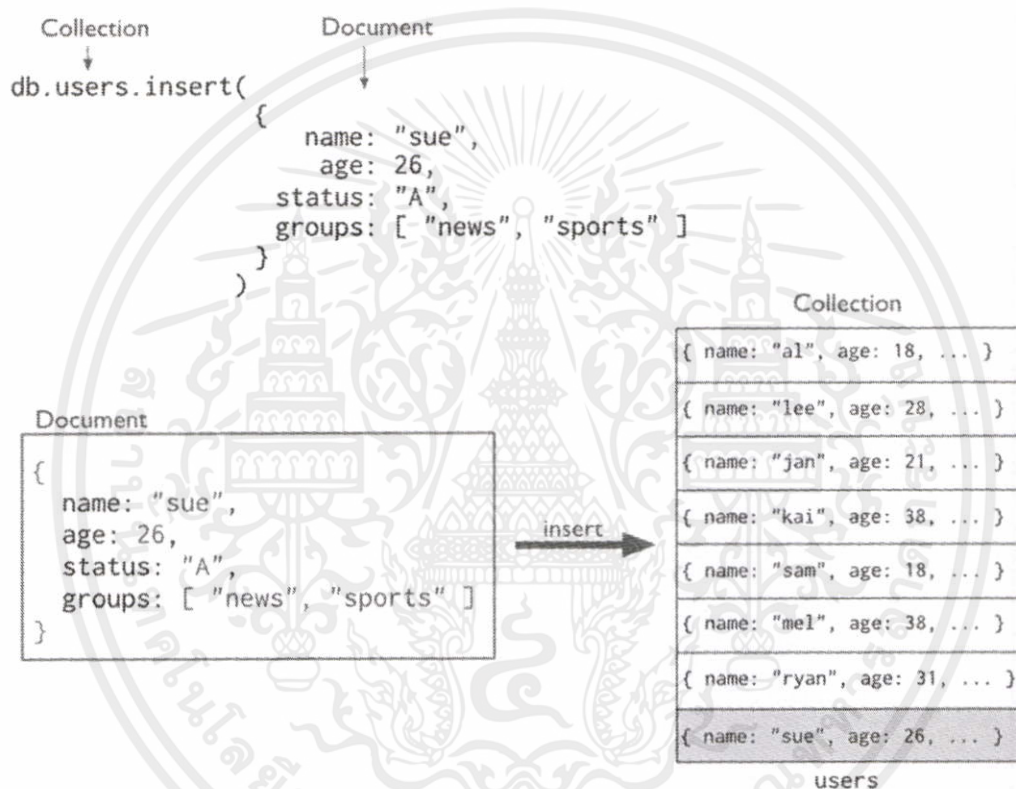 Collection Document
db.users.insert(
{
name: "sue",
age: 26,
status: "A",
groups: [ "news", "sports" ]
}
)
Document
{
name: "sue",
age: 26,
status: "A",
groups: [ "news", "sports" ]
}
insert
Collection
{ name: "al", age: 18, ... }
{ name: "lee", age: 28, ... }
{ name: "jan", age: 21, ... }
{ name: "kai", age: 38, ... }
{ name: "sam", age: 18, ... }
{ name: "mel", age: 38, ... }
{ name: "ryan", age: 31, ... }
{ name: "sue", age: 26, ... }
users